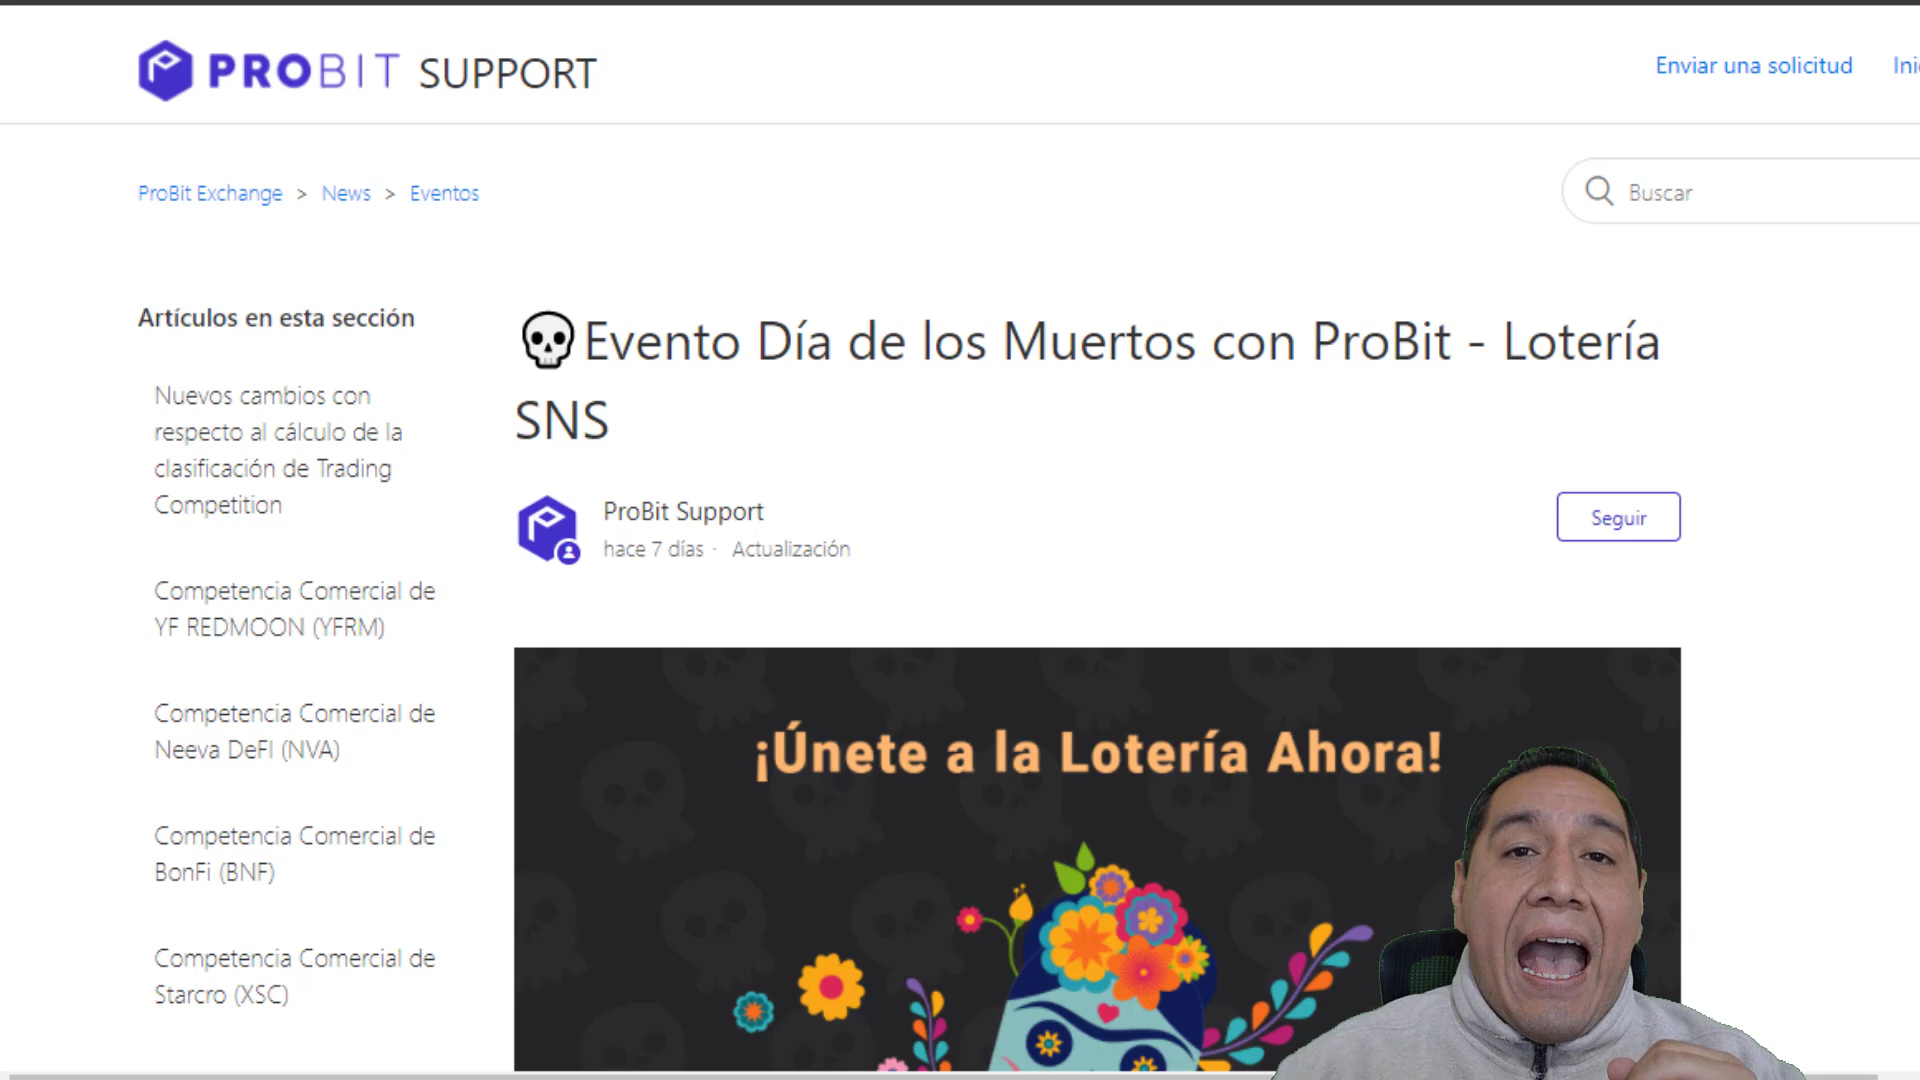 PROBIT SUPPORT
Enviar una solicitud
ProBit Exchange > News > Eventos
Buscar
Artículos en esta sección
Nuevos cambios con
respecto al cálculo de la
clasificación de Trading
Competition
Competencia Comercial de
YF REDMOON (YFRM)
Competencia Comercial de
Neeva DeFI (NVA)
Competencia Comercial de
BonFi (BNF)
Competencia Comercial de
Starcro (XSC)
💀Evento Día de los Muertos con ProBit - Lotería
SNS
ProBit Support
hace 7 días · Actualización
Seguir
¡Únete a la Lotería Ahora!